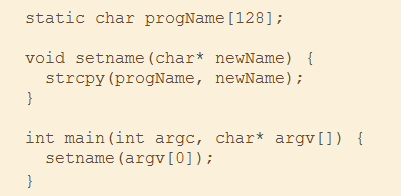 static char progName[128];

void setname(char* newName) {
  strcpy(progName, newName);
}

int main(int argc, char* argv[]) {
  setname(argv[0]);
}